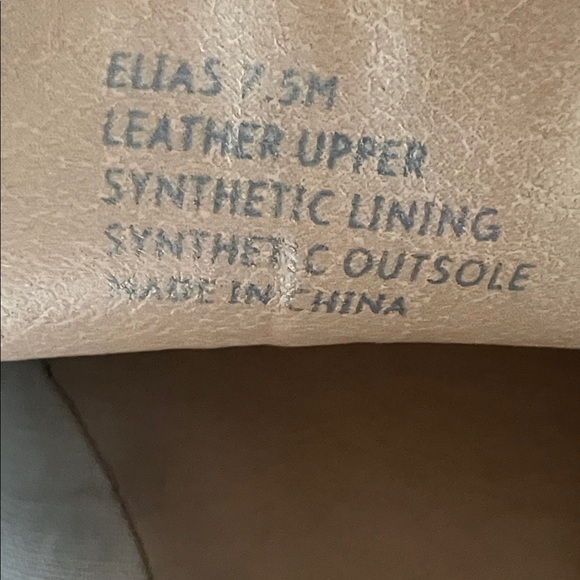 ELIAS 7.5M
LEATHER UPPER
SYNTHETIC LINING
SYNTHETIC OUTSOLE
MADE IN CHINA